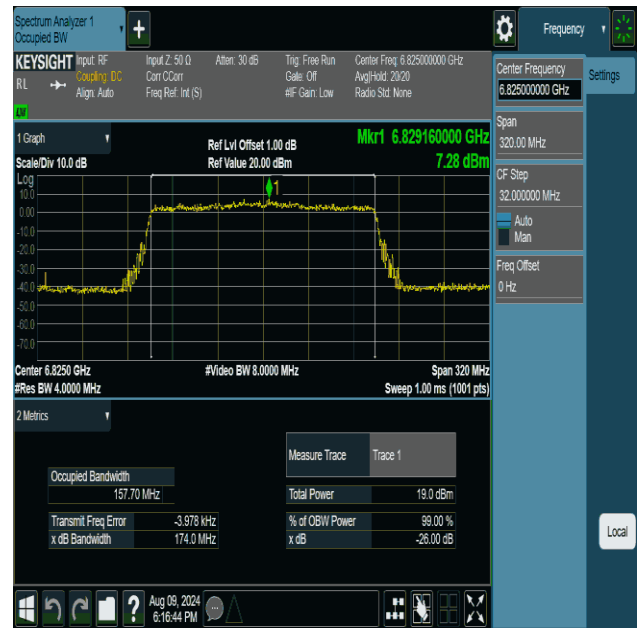 Spectrum Analyzer 1
Occupied BW
+
Frequency
KEYSIGHT
RL
Input: RF
Coupling: DC
Align: Auto
Input Z: 50 Ω
Corr CCorr
Freq Ref: Int (S)
Atten: 30 dB
Trig: Free Run
Gate: Off
#IF Gain: Low
Center Freq: 6.825000000 GHz
Avg|Hold: 20/20
Radio Std: None
Center Frequency
6.825000000 GHz
Settings
Span
320.00 MHz
CF Step
32.000000 MHz
Auto
Man
Freq Offset
0 Hz
1 Graph
Scale/Div 10.0 dB
Ref Lvl Offset 1.00 dB
Ref Value 20.00 dBm
Mkr1 6.829160000 GHz
7.28 dBm
Log
10.0
0.00
-10.0
-20.0
-30.0
-40.0
-50.0
-60.0
-70.0
1
Center 6.8250 GHz
#Res BW 4.0000 MHz
#Video BW 8.0000 MHz
Span 320 MHz
Sweep 1.00 ms (1001 pts)
2 Metrics
Measure Trace
Trace 1
Occupied Bandwidth
157.70 MHz
Total Power
19.0 dBm
Transmit Freq Error
-3.978 kHz
% of OBW Power
99.00 %
x dB Bandwidth
174.0 MHz
x dB
-26.00 dB
Local
?
Aug 09, 2024
6:16:44 PM